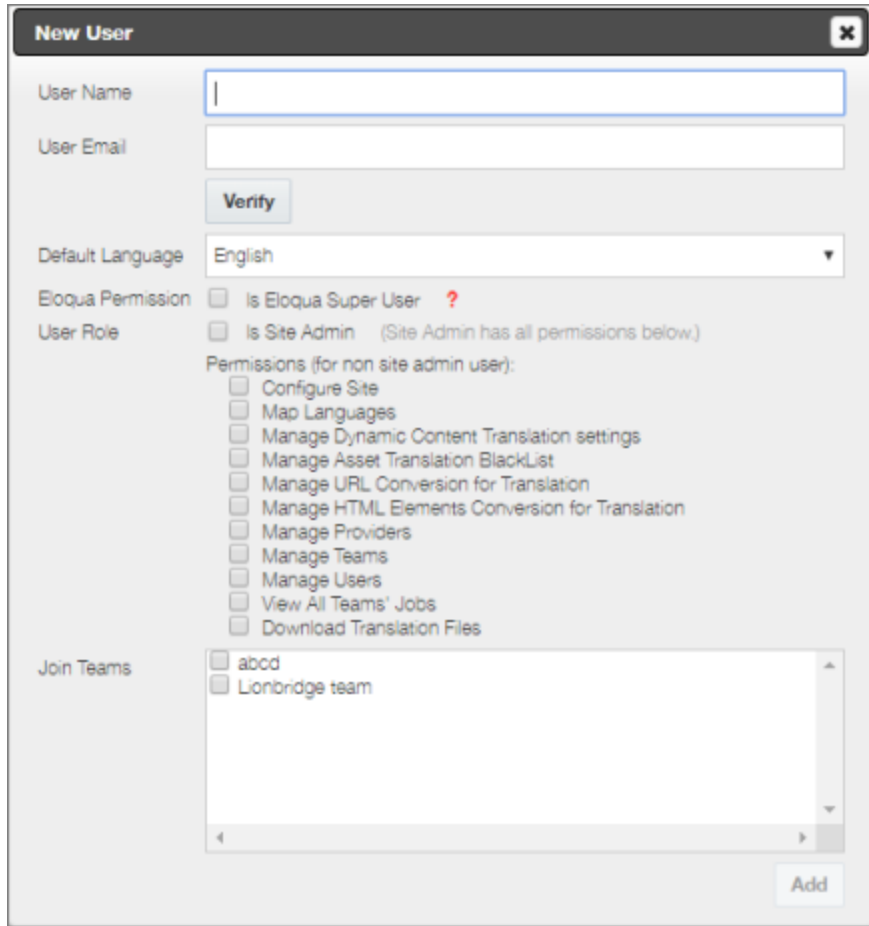 New User
User Name
User Email
Verify
Default Language English
Eloqua Permission Is Eloqua Super User ?
User Role Is Site Admin (Site Admin has all permissions below.)
Permissions (for non site admin user):
Configure Site
Map Languages
Manage Dynamic Content Translation settings
Manage Asset Translation BlackList
Manage URL Conversion for Translation
Manage HTML Elements Conversion for Translation
Manage Providers
Manage Teams
Manage Users
View All Teams' Jobs
Download Translation Files
Join Teams abcd
Lionbridge team
Add